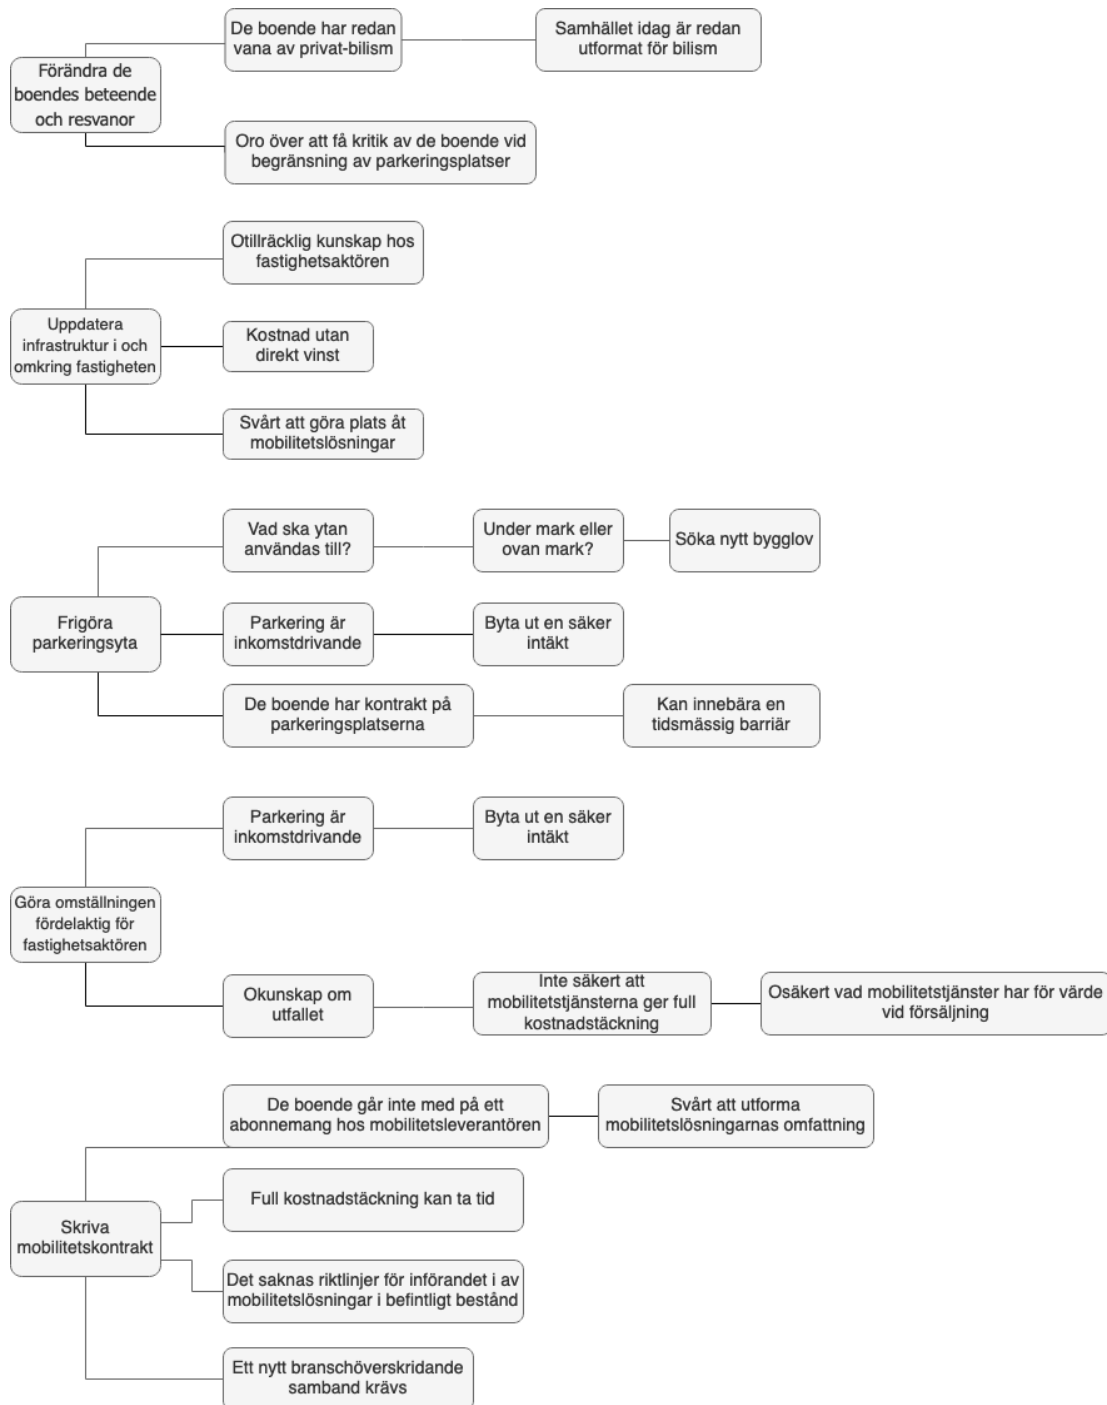 De boende har redan
vana av privat-bilism
Samhället idag är redan
utformat för bilism
Förändra de
boendes beteende
och resvanor
Oro över att få kritik av de boende vid
begränsning av parkeringsplatser
Otillräcklig kunskap hos
fastighetsaktören
Uppdatera
infrastruktur i och
omkring fastigheten
Kostnad utan
direkt vinst
Svårt att göra plats åt
mobilitetslösningar
Vad ska ytan
användas till?
Under mark eller
ovan mark?
Söka nytt bygglov
Frigöra
parkeringsyta
Parkering är
inkomstdrivande
Byta ut en säker
intäkt
De boende har kontrakt på
parkeringsplatserna
Kan innebära en
tidsmässig barriär
Parkering är
inkomstdrivande
Byta ut en säker
intäkt
Göra omställningen
fördelaktig för
fastighetsaktören
Okunskap om
utfallet
Inte säkert att
mobilitetstjänsterna ger full
kostnadstäckning
Osäkert vad mobilitetstjänster har för värde
vid försäljning
De boende går inte med på ett
abonnemang hos mobilitetsleverantören
Svårt att utforma
mobilitetslösningarnas omfattning
Skriva
mobilitetskontrakt
Full kostnadstäckning kan ta tid
Det saknas riktlinjer för införandet i av
mobilitetslösningar i befintligt bestånd
Ett nytt branschöverskridande
samband krävs